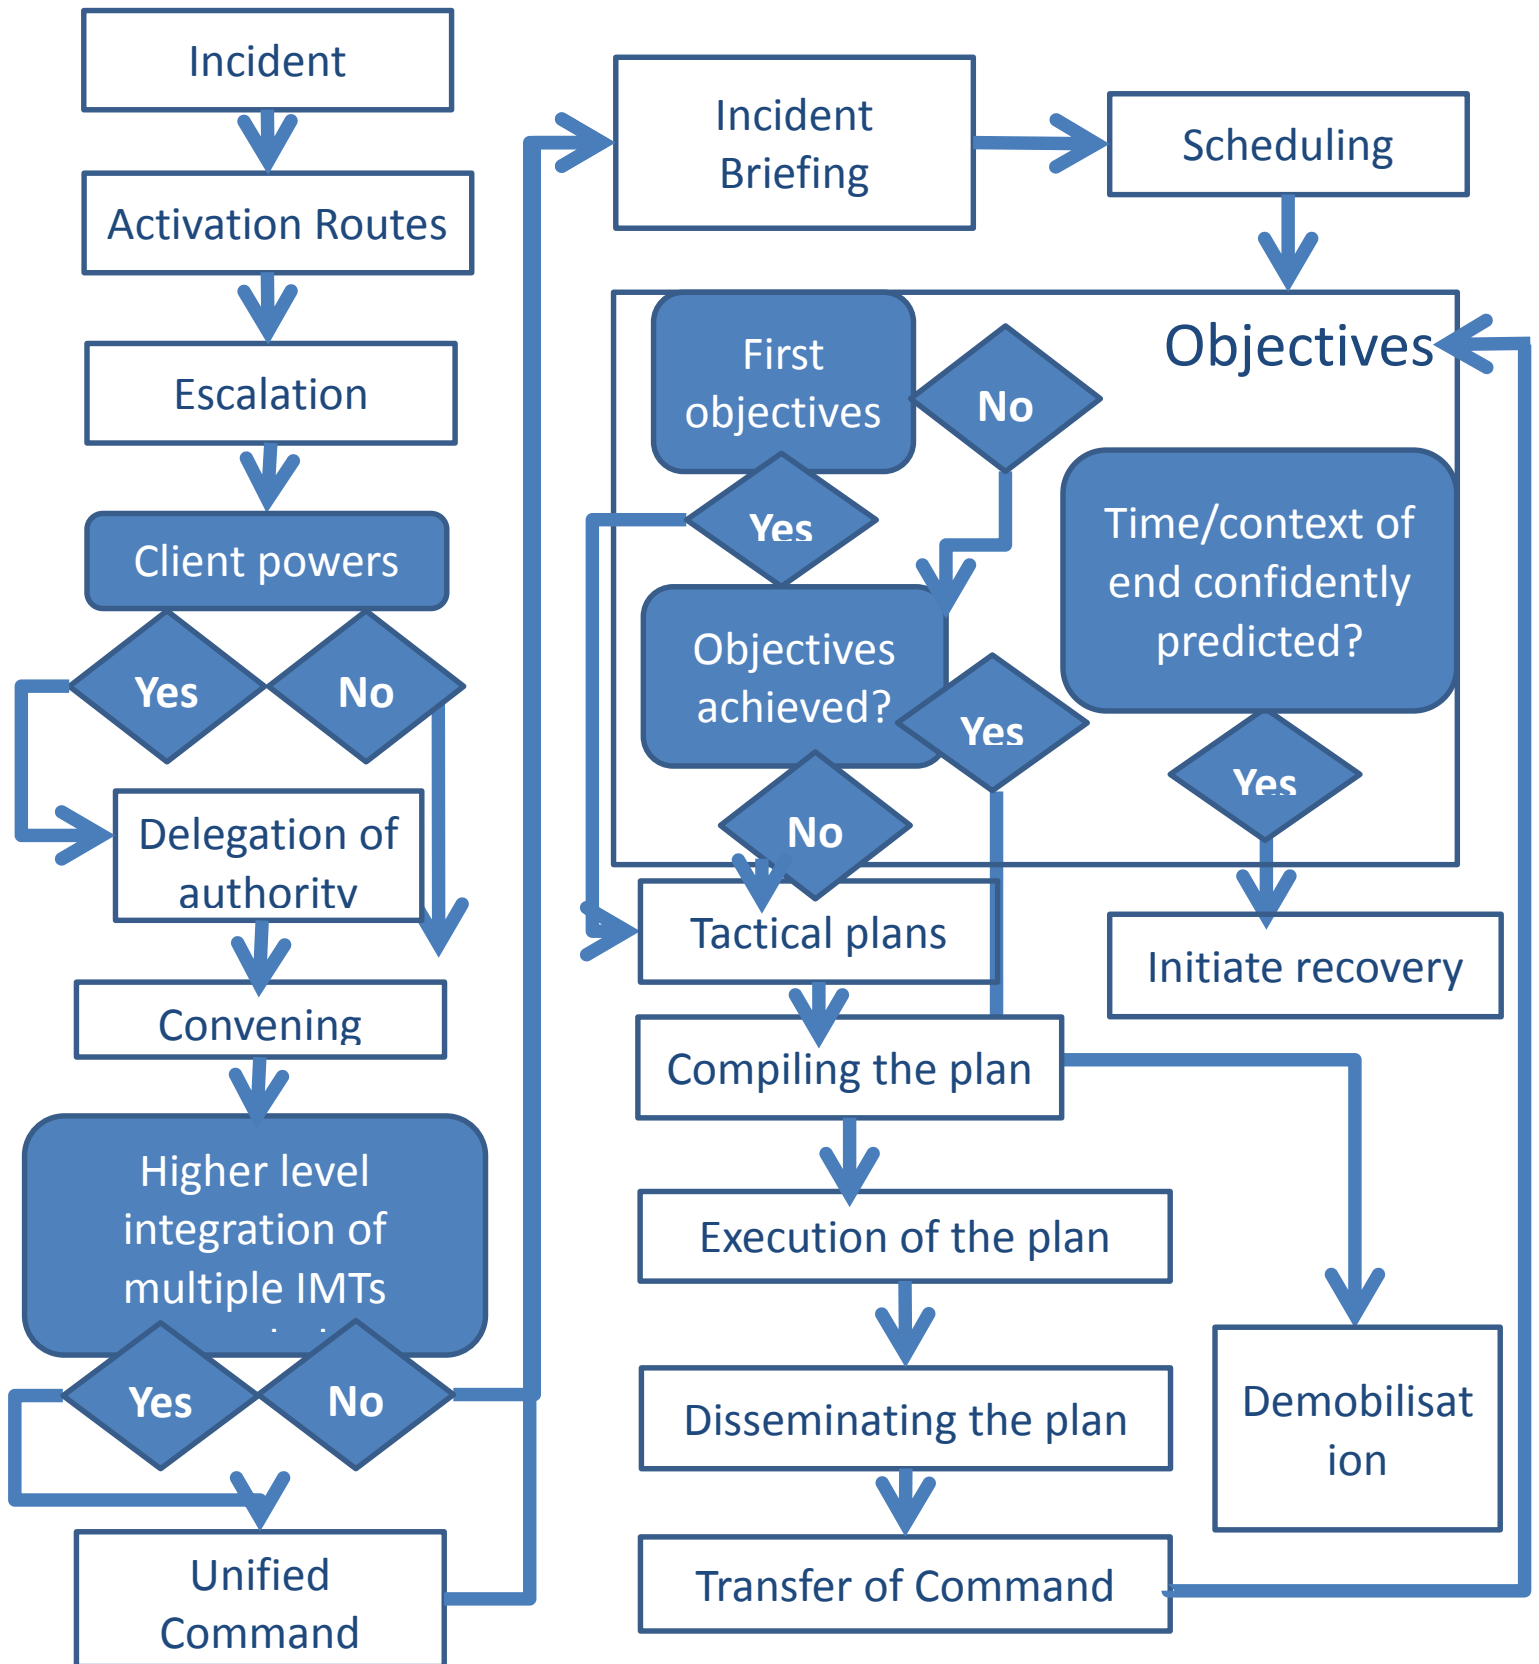 Incident
Activation Routes
Escalation
Client powers
Yes
No
Delegation of
authority
Convening
Higher level
integration of
multiple IMTs
Yes
No
Unified
Command
Incident
Briefing
Scheduling
Objectives
First
objectives
No
Yes
Objectives
achieved?
Yes
No
Time/context of
end confidently
predicted?
Yes
Tactical plans
Initiate recovery
Compiling the plan
Execution of the plan
Disseminating the plan
Transfer of Command
Demobilisat
ion